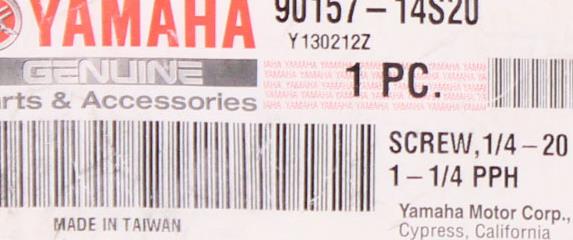 YAMAHA
90157-14S20
Y130212Z
GENUINE
1 PC.
Parts & Accessories
SCREW,1/4-20
1-1/4 PPH
MADE IN TAIWAN
Yamaha Motor Corp.,
Cypress, California